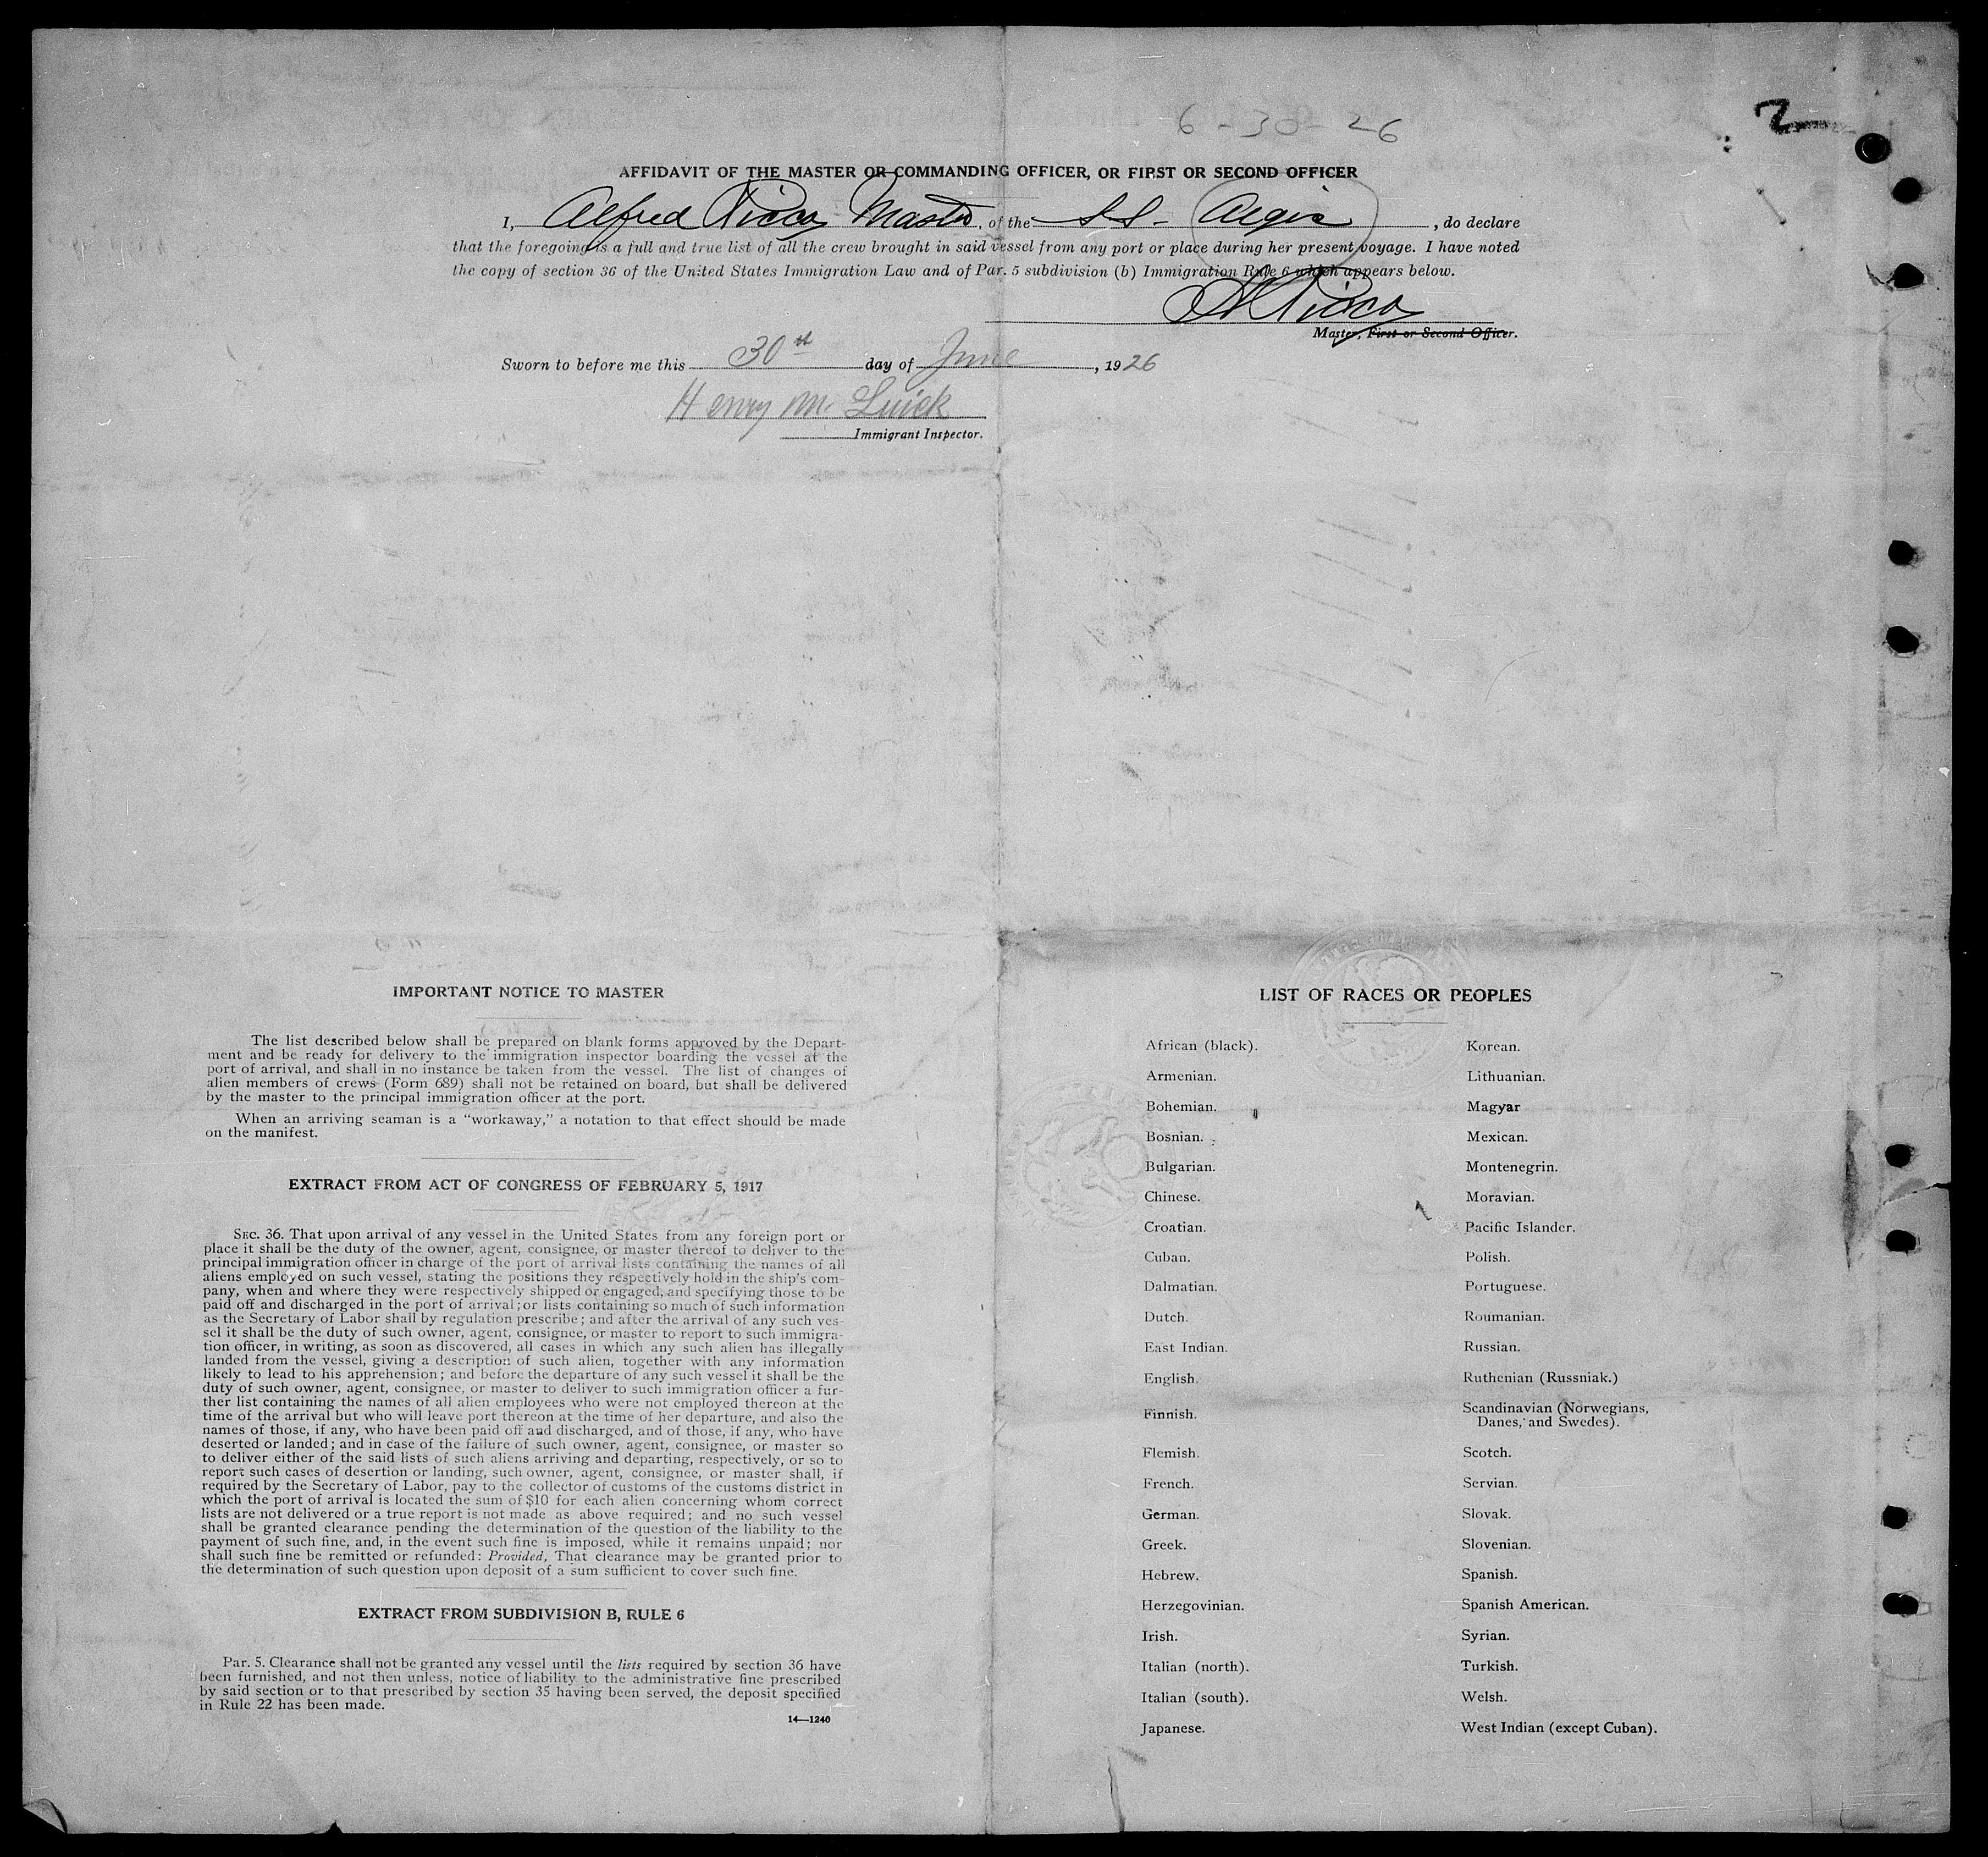 6-30-26
2
AFFIDAVIT OF THE MASTER OR COMMANDING OFFICER, OR FIRST OR SECOND OFFICER
I, Alfred Master, of the SS- , do declare
that the foregoing is a full and true list of all the crew brought in said vessel from any port or place during her present voyage. I have noted
the copy of section 36 of the United States Immigration Law and of Par. 5 subdivision (b) Immigration Rule 6 which appears below.
Master, First or Second Officer.
Sworn to before me this 30th day of June, 1926
Henry M.
Immigrant Inspector.
IMPORTANT NOTICE TO MASTER
The list described below shall be prepared on blank forms approved by the Depart-
ment and be ready for delivery to the immigration inspector boarding the vessel at the
port of arrival, and shall in no instance be taken from the vessel. The list of changes of
alien members of crews (Form 689) shall not be retained on board, but shall be delivered
by the master to the principal immigration officer at the port.
When an arriving seaman is a "workaway," a notation to that effect should be made
on the manifest.
EXTRACT FROM ACT OF CONGRESS OF FEBRUARY 5, 1917
SEC. 36. That upon arrival of any vessel in the United States from any foreign port or
place it shall be the duty of the owner, agent, consignee, or master thereof to deliver to the
principal immigration officer in charge of the port of arrival lists containing the names of all
aliens employed on such vessel, stating the positions they respectively hold in the ship's com-
pany, when and where they were respectively shipped or engaged, and specifying those to be
paid off and discharged in the port of arrival; or lists containing so much of such information
as the Secretary of Labor shall by regulation prescribe; and after the arrival of any such ves-
sel it shall be the duty of such owner, agent, consignee, or master to report to such immigra-
tion officer, in writing, as soon as discovered, all cases in which any such alien has illegally
landed from the vessel, giving a description of such alien, together with any information
likely to lead to his apprehension; and before the departure of any such vessel it shall be the
duty of such owner, agent, consignee, or master to deliver to such immigration officer a fur-
ther list containing the names of all alien employees who were not employed thereon at the
time of the arrival but who will leave port thereon at the time of her departure, and also the
names of those, if any, who have been paid off and discharged, and of those, if any, who have
deserted or landed; and in case of the failure of such owner, agent, consignee, or master so
to deliver either of the said lists of such aliens arriving and departing, respectively, or so to
report such cases of desertion or landing, such owner, agent, consignee, or master shall, if
required by the Secretary of Labor, pay to the collector of customs of the customs district in
which the port of arrival is located the sum of $10 for each alien concerning whom correct
lists are not delivered or a true report is not made as above required; and no such vessel
shall be granted clearance pending the determination of the question of the liability to the
payment of such fine, and, in the event such fine is imposed, while it remains unpaid; nor
shall such fine be remitted or refunded: Provided, That clearance may be granted prior to
the determination of such question upon deposit of a sum sufficient to cover such fine.
EXTRACT FROM SUBDIVISION B, RULE 6
Par. 5. Clearance shall not be granted any vessel until the lists required by section 36 have
been furnished, and not then unless, notice of liability to the administrative fine prescribed
by said section or to that prescribed by section 35 having been served, the deposit specified
in Rule 22 has been made.
14—1240
LIST OF RACES OR PEOPLES
African (black).
Armenian.
Bohemian.
Bosnian.
Bulgarian.
Chinese.
Croatian.
Cuban.
Dalmatian.
Dutch.
East Indian.
English.
Finnish.
Flemish.
French.
German.
Greek.
Hebrew.
Herzegovinian.
Irish.
Italian (north).
Italian (south).
Japanese.
Korean.
Lithuanian.
Magyar
Mexican.
Montenegrin.
Moravian.
Pacific Islander.
Polish.
Portuguese.
Roumanian.
Russian.
Ruthenian (Russniak.)
Scandinavian (Norwegians,
Danes, and Swedes).
Scotch.
Servian.
Slovak.
Slovenian.
Spanish.
Spanish American.
Syrian.
Turkish.
Welsh.
West Indian (except Cuban).